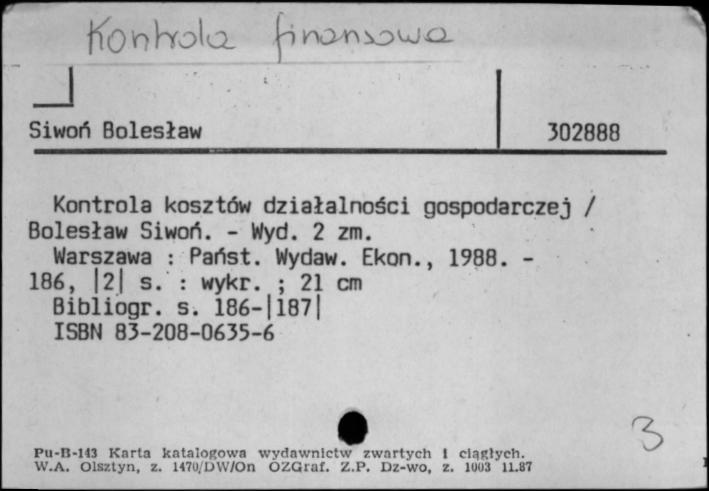 Kontrola finansowa
Siwoń Bolesław 302888
Kontrola kosztów działalności gospodarczej /
Bolesław Siwoń. - Wyd. 2 zm.
Warszawa : Państ. Wydaw. Ekon., 1988. -
186, |2| s. : wykr. ; 21 cm
Bibliogr. s. 186-|187|
ISBN 83-208-0635-6
3
Pu-B-143 Karta katalogowa wydawnictw zwartych i ciągłych.
W.A. Olsztyn, z. 1470/DW/On OZGraf. Z.P. Dz-wo, z. 1003 11.87